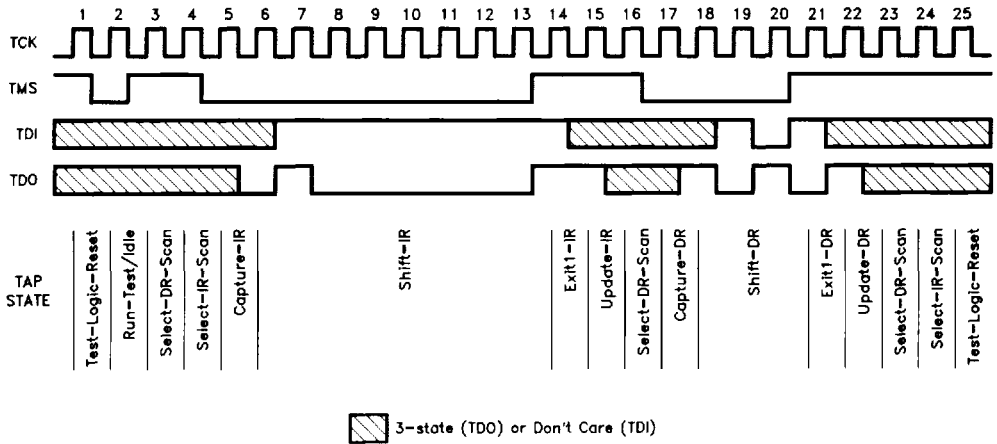 1 2 3 4 5 6 7 8 9 10 11 12 13 14 15 16 17 18 19 20 21 22 23 24 25
TCK
TMS
TDI
TDO
TAP
STATE
Test-Logic-Reset
Run-Test/Idle
Select-DR-Scan
Select-IR-Scan
Capture-IR
Shift-IR
Exit1-IR
Update-IR
Select-DR-Scan
Capture-DR
Shift-DR
Exit1-DR
Update-DR
Select-DR-Scan
Select-IR-Scan
Test-Logic-Reset
3-state (TDO) or Don't Care (TDI)